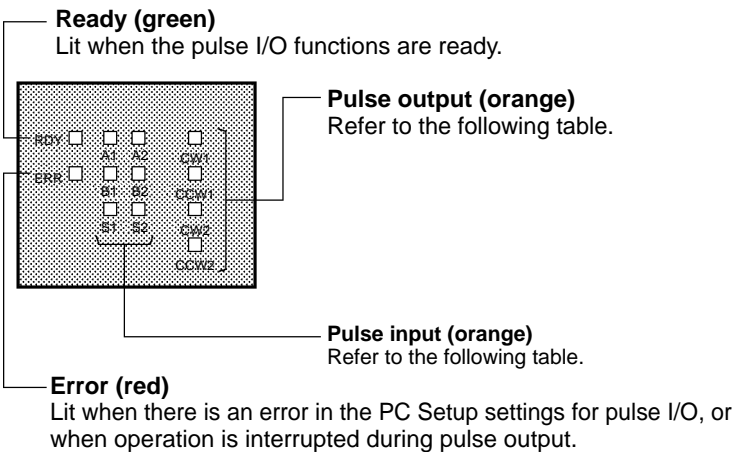 Ready (green)
Lit when the pulse I/O functions are ready.
Pulse output (orange)
Refer to the following table.
RDY
A1 A2
CW1
ERR
B1 B2
CCW1
S1 S2
CW2
CCW2
Pulse input (orange)
Refer to the following table.
Error (red)
Lit when there is an error in the PC Setup settings for pulse I/O, or
when operation is interrupted during pulse output.